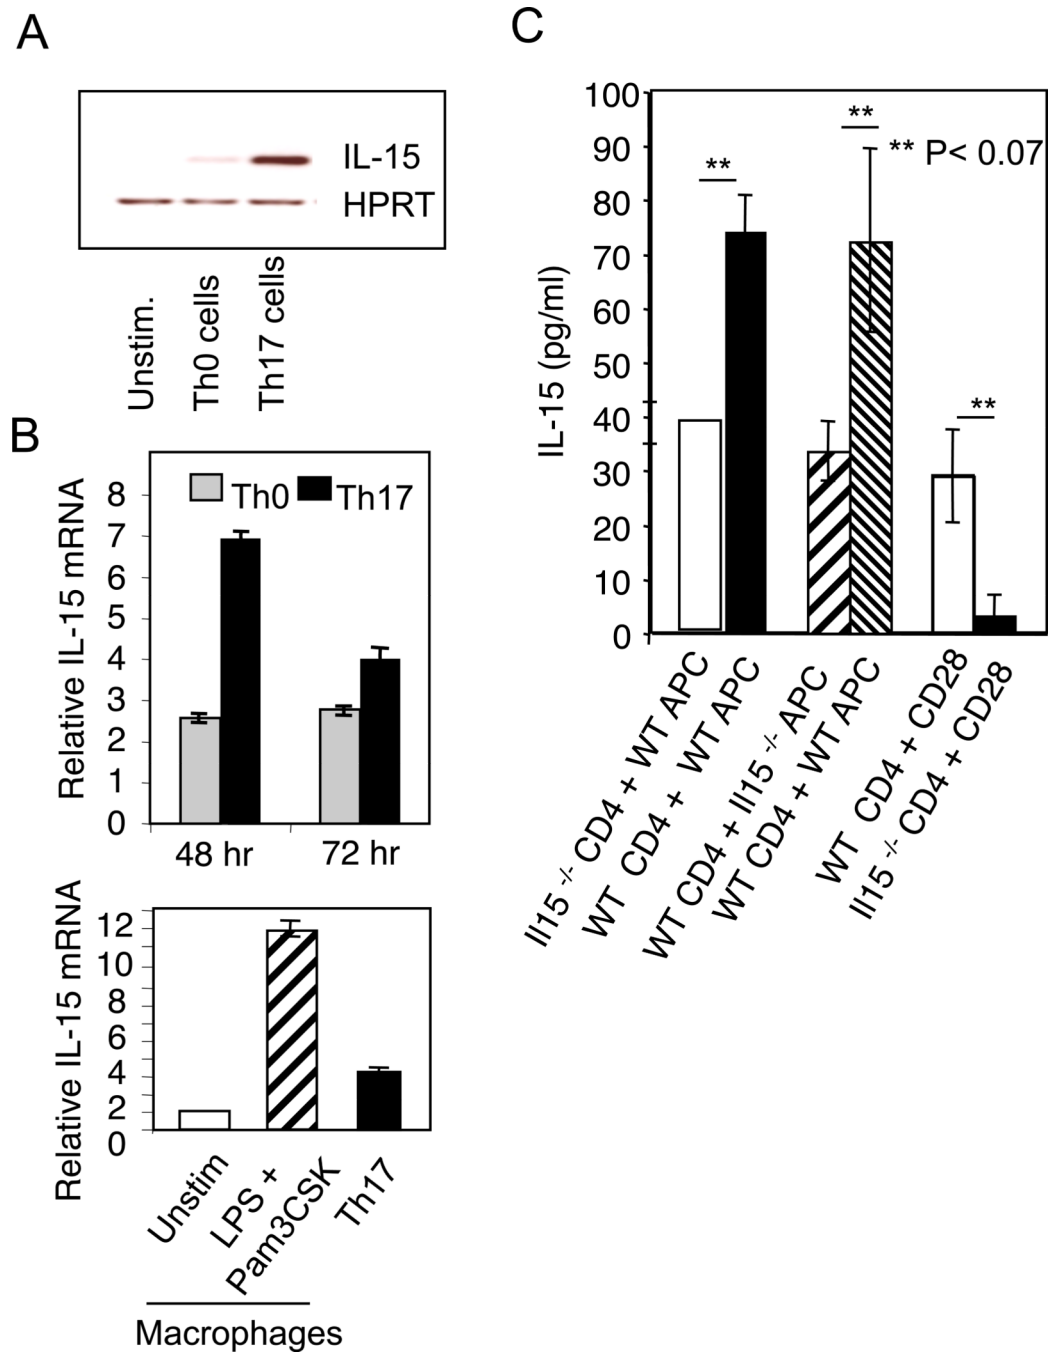 A
IL-15
HPRT
Unstim.
Th0 cells
Th17 cells
B
Relative IL-15 mRNA
8
7
6
5
4
3
2
1
0
Th0
Th17
48 hr
72 hr
Relative IL-15 mRNA
12
10
8
6
4
2
0
Unstim
LPS +
Pam3CSK
Th17
Macrophages
C
IL-15 (pg/ml)
100
90
80
70
60
50
40
30
20
10
0
**
**
** P< 0.07
**
Il15 -/- CD4 + WT APC
WT CD4 + WT APC
WT CD4 + Il15 -/- APC
WT CD4 + WT APC
WT CD4 + CD28
Il15 -/- CD4 + CD28